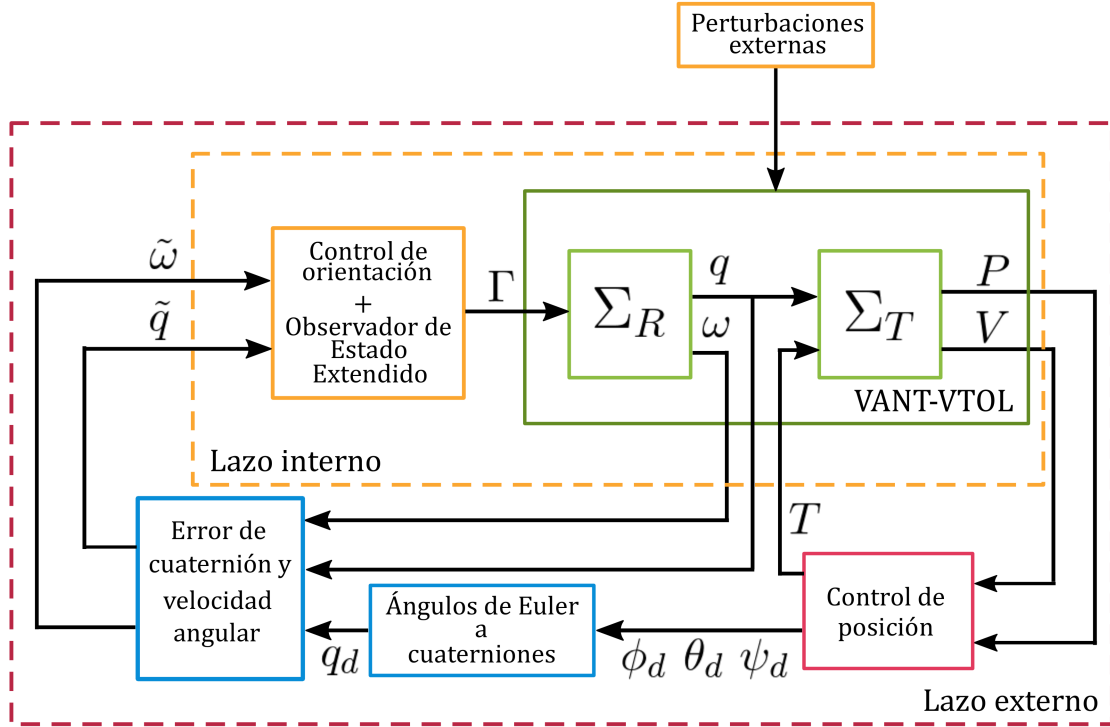 Perturbaciones
externas
Control de
orientación
+
Observador de
Estado
Extendido
ω̃
q̃
Γ
Σ_R
q
ω
Σ_T
P
V
VANT-VTOL
Lazo interno
T
Error de
cuaternión y
velocidad
angular
q_d
Ángulos de Euler
a
cuaterniones
ϕ_d θ_d ψ_d
Control de
posición
Lazo externo